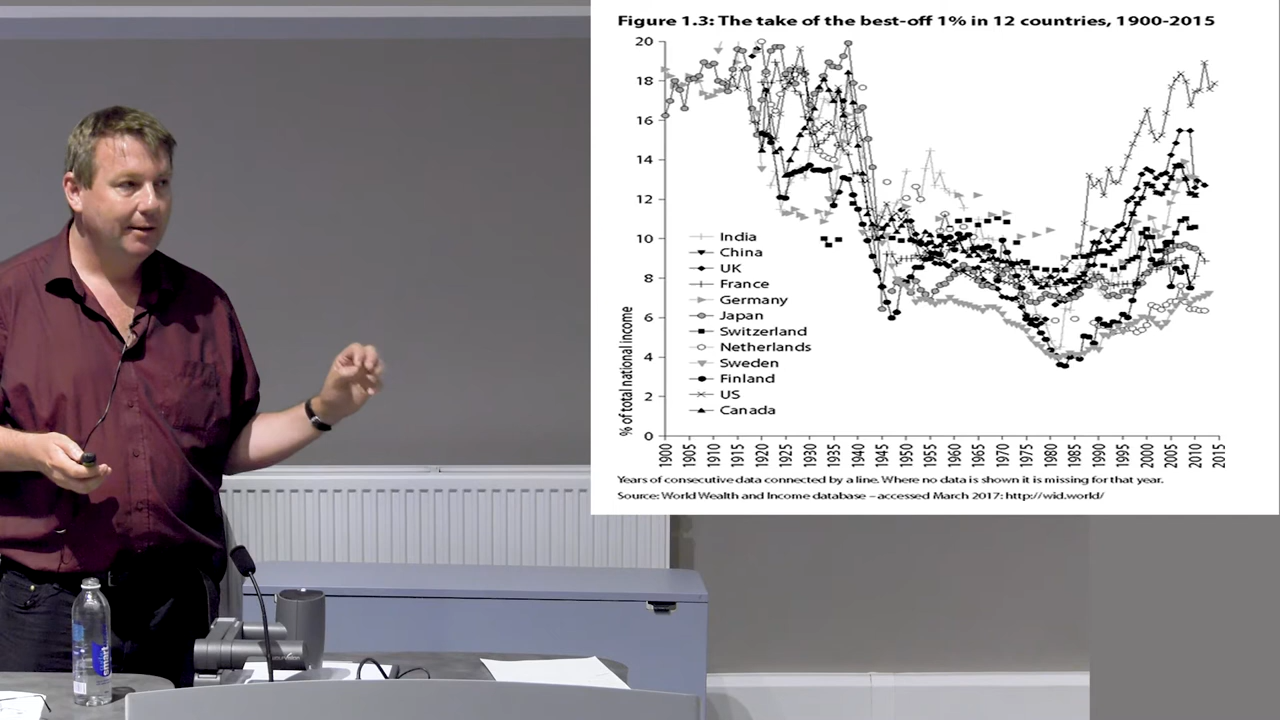 Figure 1.3: The take of the best-off 1% in 12 countries, 1900-2015
% of total national income
20
18
16
14
12
10
8
6
4
2
0
India
China
UK
France
Germany
Japan
Switzerland
Netherlands
Sweden
Finland
US
Canada
1900 1905 1910 1915 1920 1925 1930 1935 1940 1945 1950 1955 1960 1965 1970 1975 1980 1985 1990 1995 2000 2005 2010 2015
Years of consecutive data connected by a line. Where no data is shown it is missing for that year.
Source: World Wealth and Income database – accessed March 2017: http://wid.world/